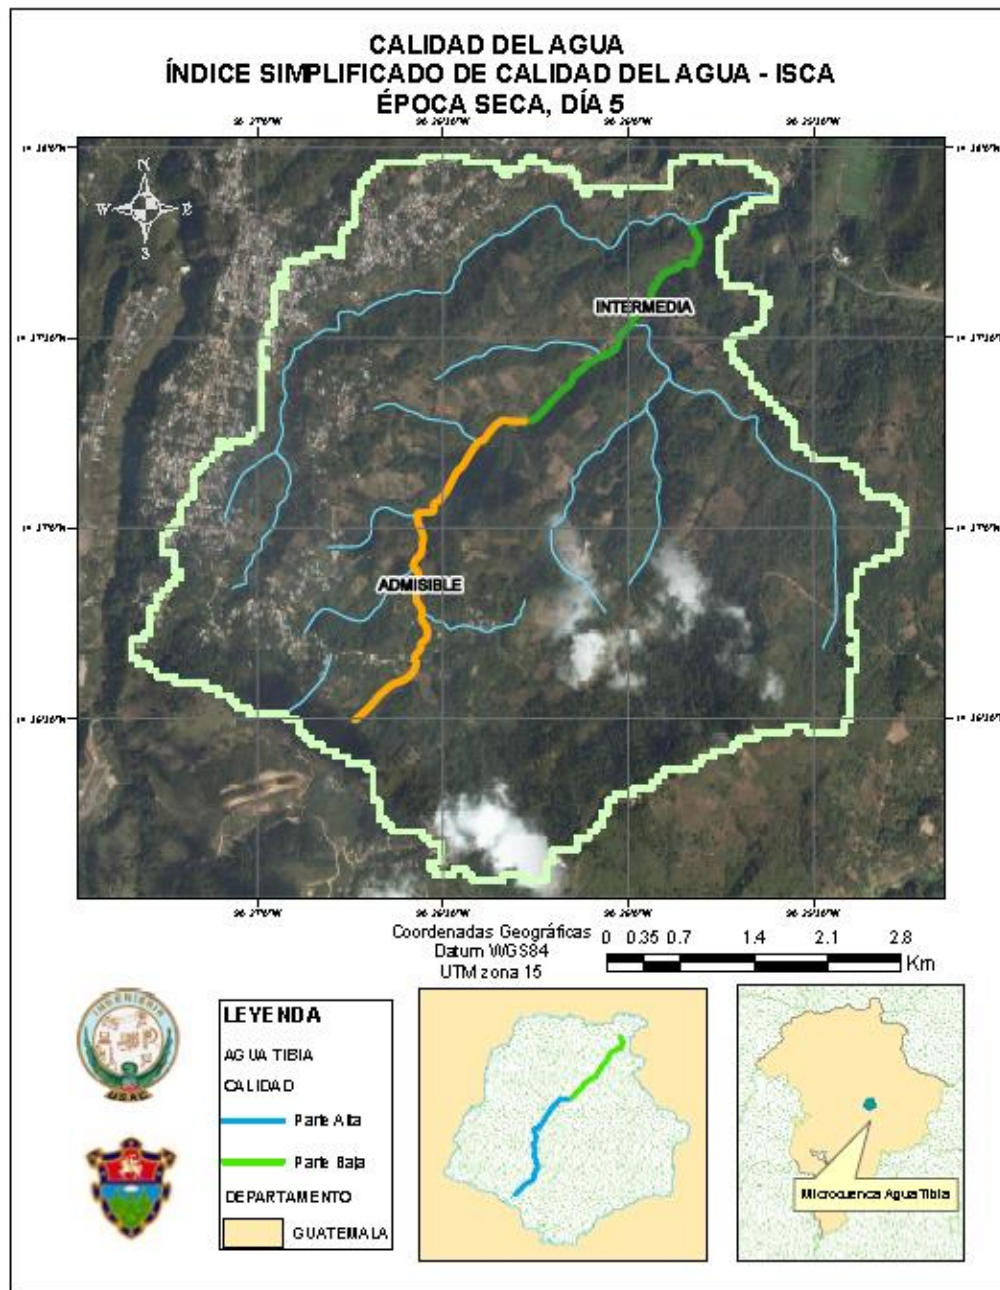 CALIDAD DEL AGUA
ÍNDICE SIMPLIFICADO DE CALIDAD DEL AGUA - ISCA
ÉPOCA SECA, DÍA 5
N
W E
S
INTERMEDIA
ADMISIBLE
Coordenadas Geográficas
Datum WGS84
UTM zona 15
0 0.35 0.7 1.4 2.1 2.8
Km
INGENIERIA
USAC
LEYENDA
AGUA TIBIA
CALIDAD
Parte Alta
Parte Baja
DEPARTAMENTO
GUATEMALA
Microcuenca Agua Tibia